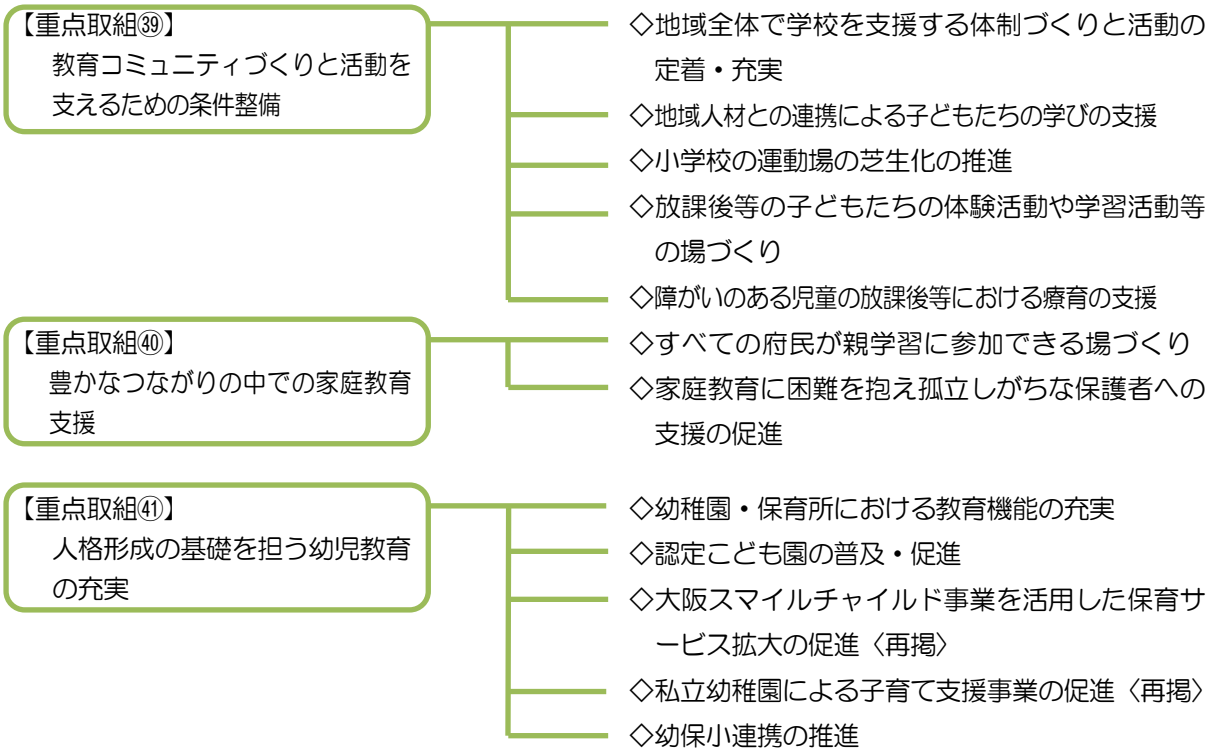 【重点取組㊴】
教育コミュニティづくりと活動を
支えるための条件整備
◇地域全体で学校を支援する体制づくりと活動の
定着・充実
◇地域人材との連携による子どもたちの学びの支援
◇小学校の運動場の芝生化の推進
◇放課後等の子どもたちの体験活動や学習活動等
の場づくり
◇障がいのある児童の放課後等における療育の支援
【重点取組㊵】
豊かなつながりの中での家庭教育
支援
◇すべての府民が親学習に参加できる場づくり
◇家庭教育に困難を抱え孤立しがちな保護者への
支援の促進
【重点取組㊶】
人格形成の基礎を担う幼児教育
の充実
◇幼稚園・保育所における教育機能の充実
◇認定こども園の普及・促進
◇大阪スマイルチャイルド事業を活用した保育サ
ービス拡大の促進〈再掲〉
◇私立幼稚園による子育て支援事業の促進〈再掲〉
◇幼保小連携の推進